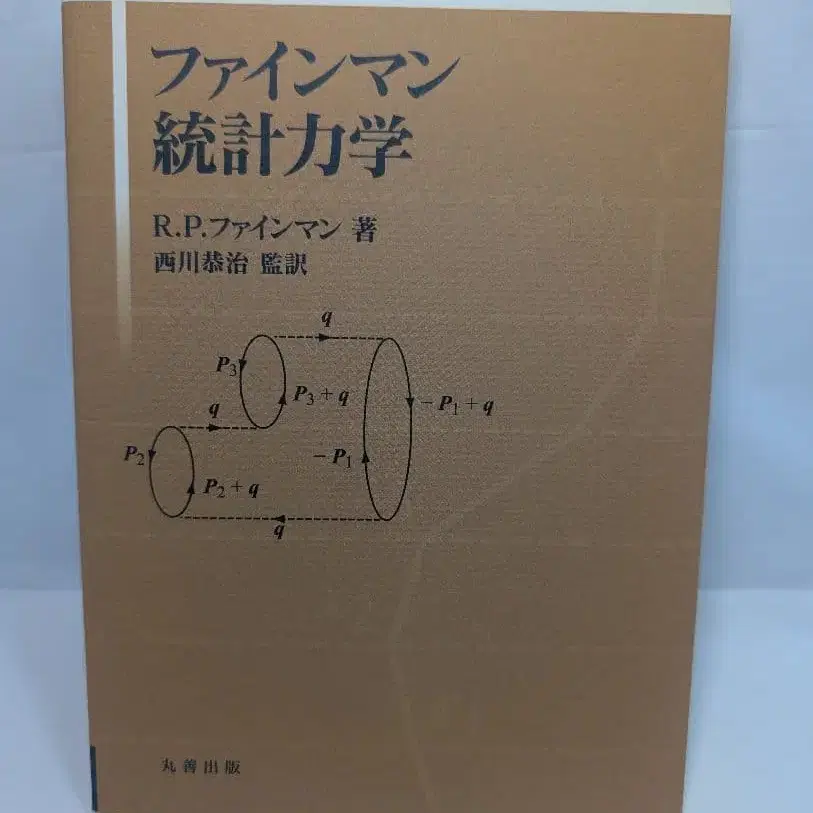 ファインマン
統計力学
R.P.ファインマン 著
西川恭治 監訳
q
P3
P3 + q
- P1 + q
q
P2
- P1
P2 + q
q
丸善出版